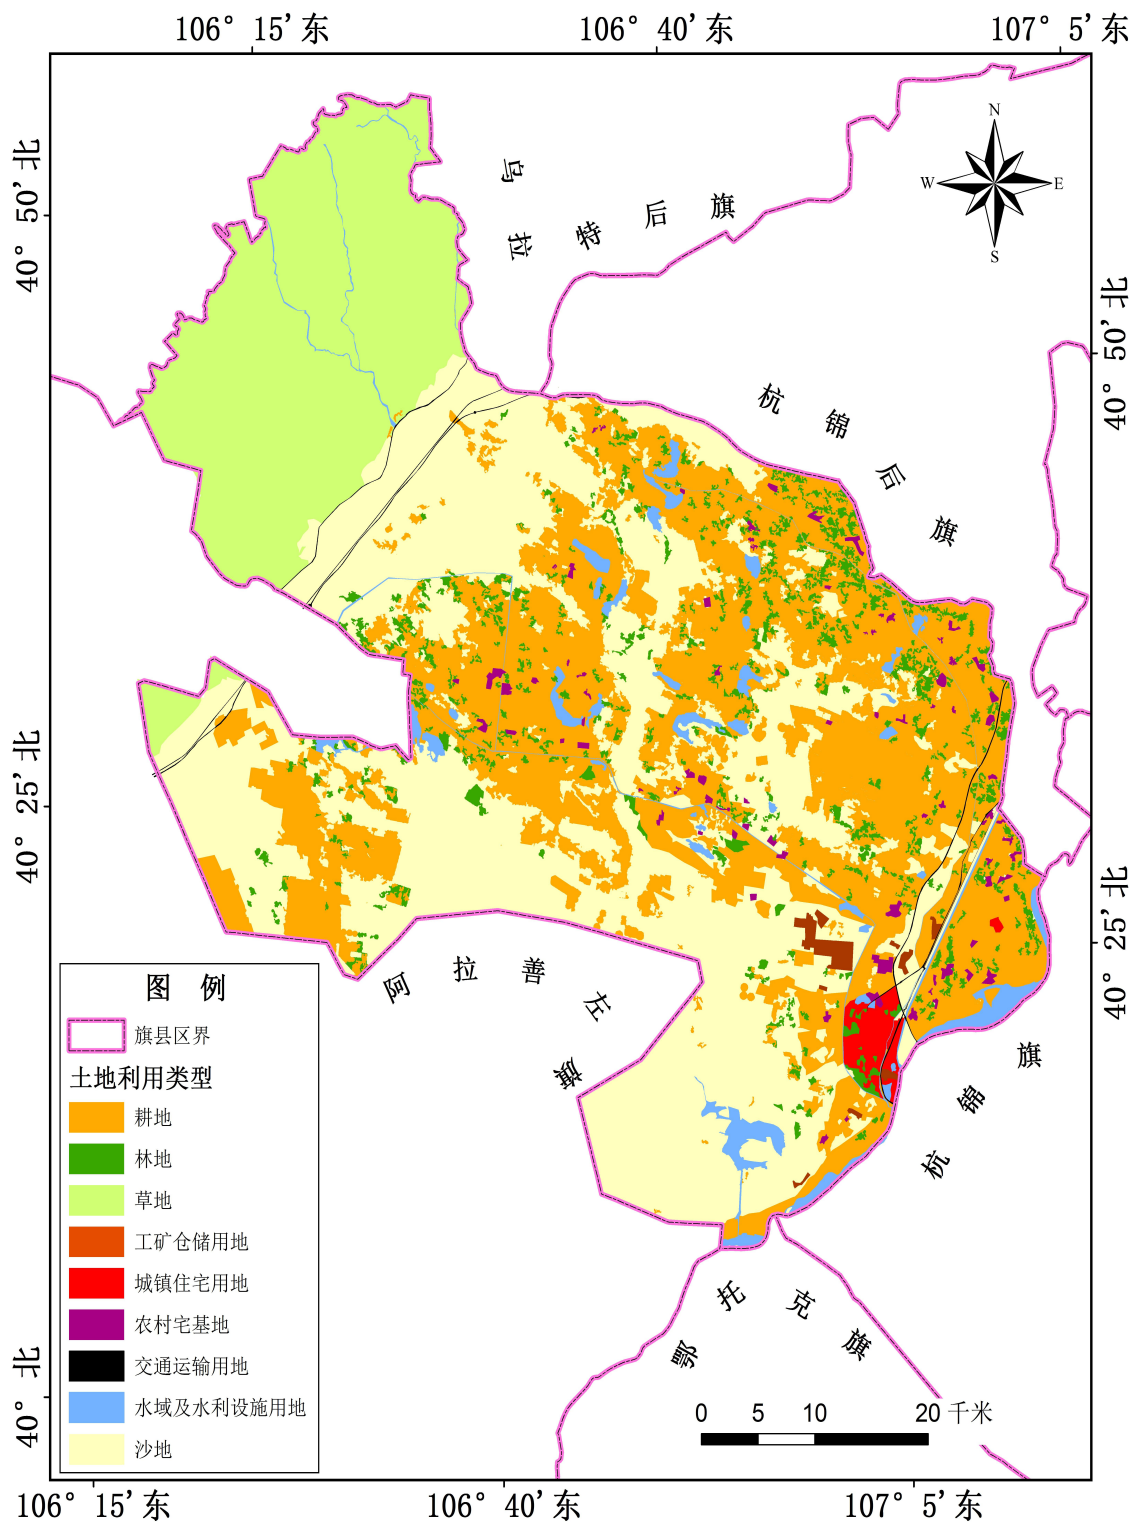 106° 15′东
106° 40′东
107° 5′东
40° 50′北
40° 25′北
40° 北
40° 50′北
40° 25′北
N
W
E
S
乌拉特后旗
杭锦后旗
阿拉善左旗
杭锦旗
鄂托克旗
图 例
旗县区界
土地利用类型
耕地
林地
草地
工矿仓储用地
城镇住宅用地
农村宅基地
交通运输用地
水域及水利设施用地
沙地
0 5 10 20 千米
106° 15′东
106° 40′东
107° 5′东